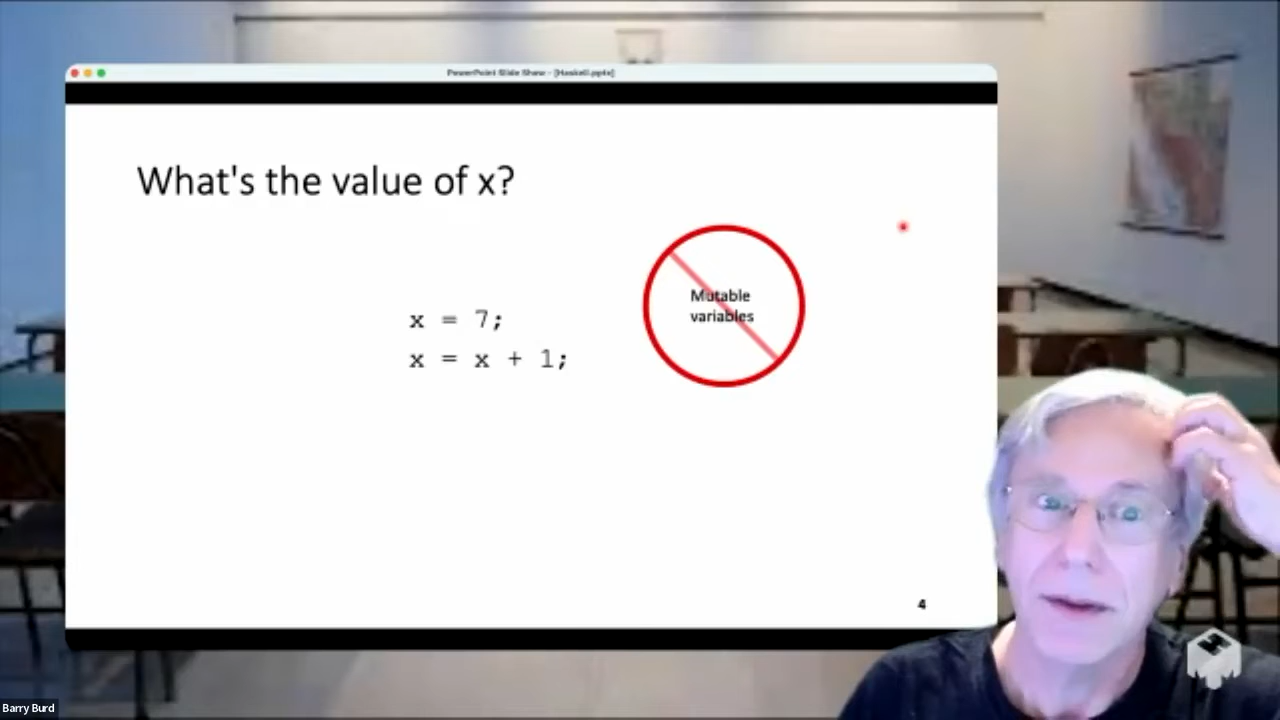 PowerPoint Slide Show - [Haskell.pptx]
What's the value of x?
Mutable
variables
x = 7;
x = x + 1;
4
Barry Burd